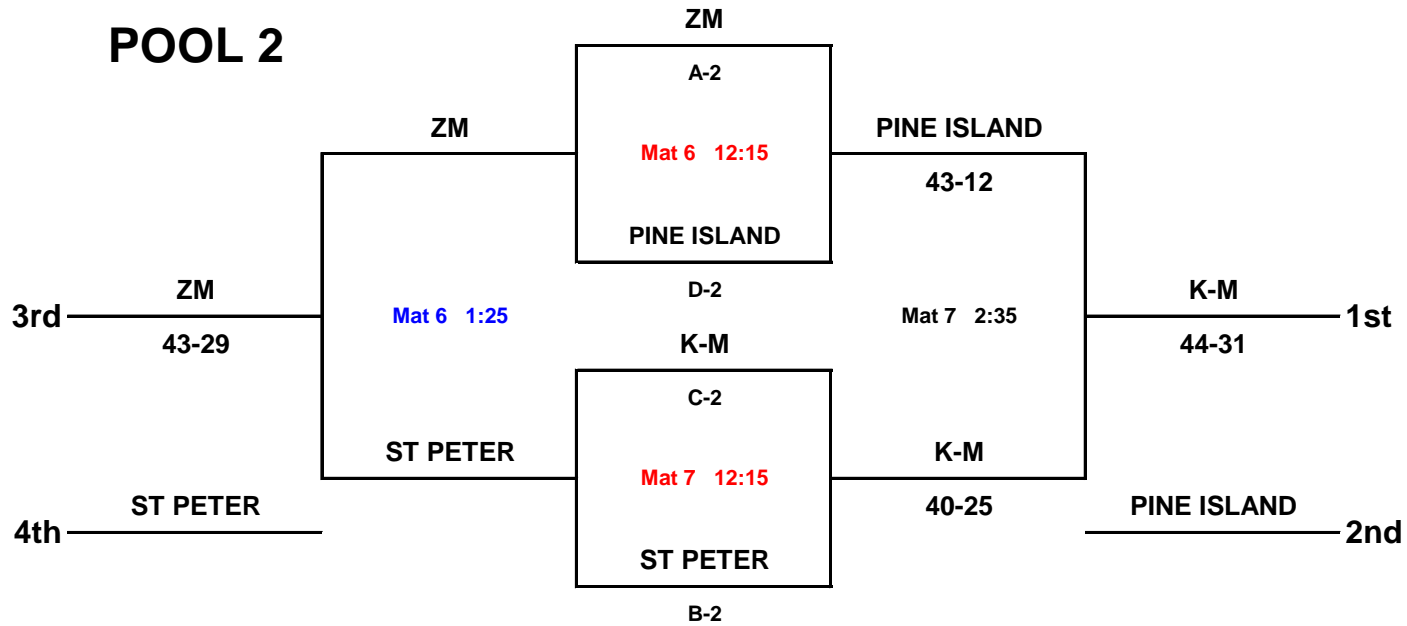 ZM
POOL 2
A-2
ZM
PINE ISLAND
Mat 6 12:15
43-12
PINE ISLAND
ZM
D-2
K-M
3rd
Mat 6 1:25
Mat 7 2:35
1st
43-29
K-M
44-31
C-2
ST PETER
K-M
Mat 7 12:15
ST PETER
40-25
PINE ISLAND
4th
2nd
ST PETER
B-2